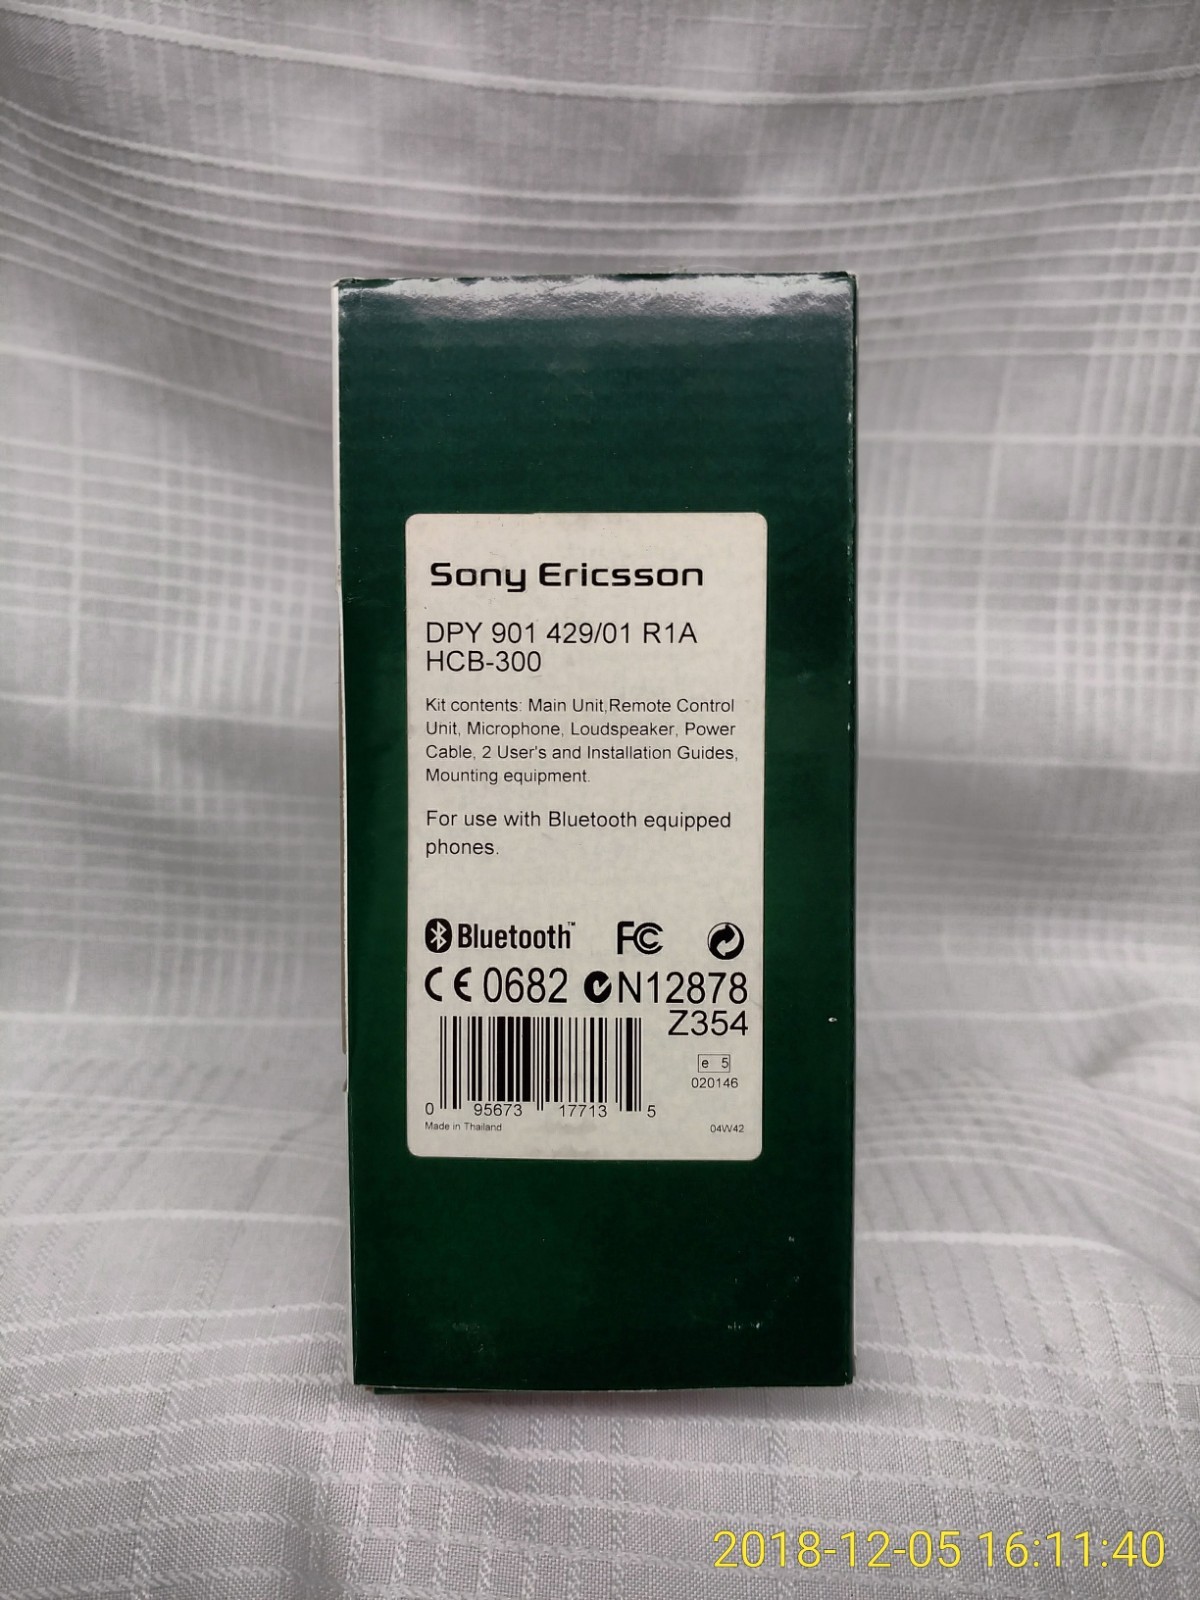 Sony Ericsson
DPY 901 429/01 R1A
HCB-300
Kit contents: Main Unit,Remote Control
Unit, Microphone, Loudspeaker, Power
Cable, 2 User's and Installation Guides,
Mounting equipment.
For use with Bluetooth equipped
phones.
Bluetooth™ FC
CE 0682 N12878
Z354
e 5
020146
0 95673 17713 5
Made in Thailand 04W42
2018-12-05 16:11:40